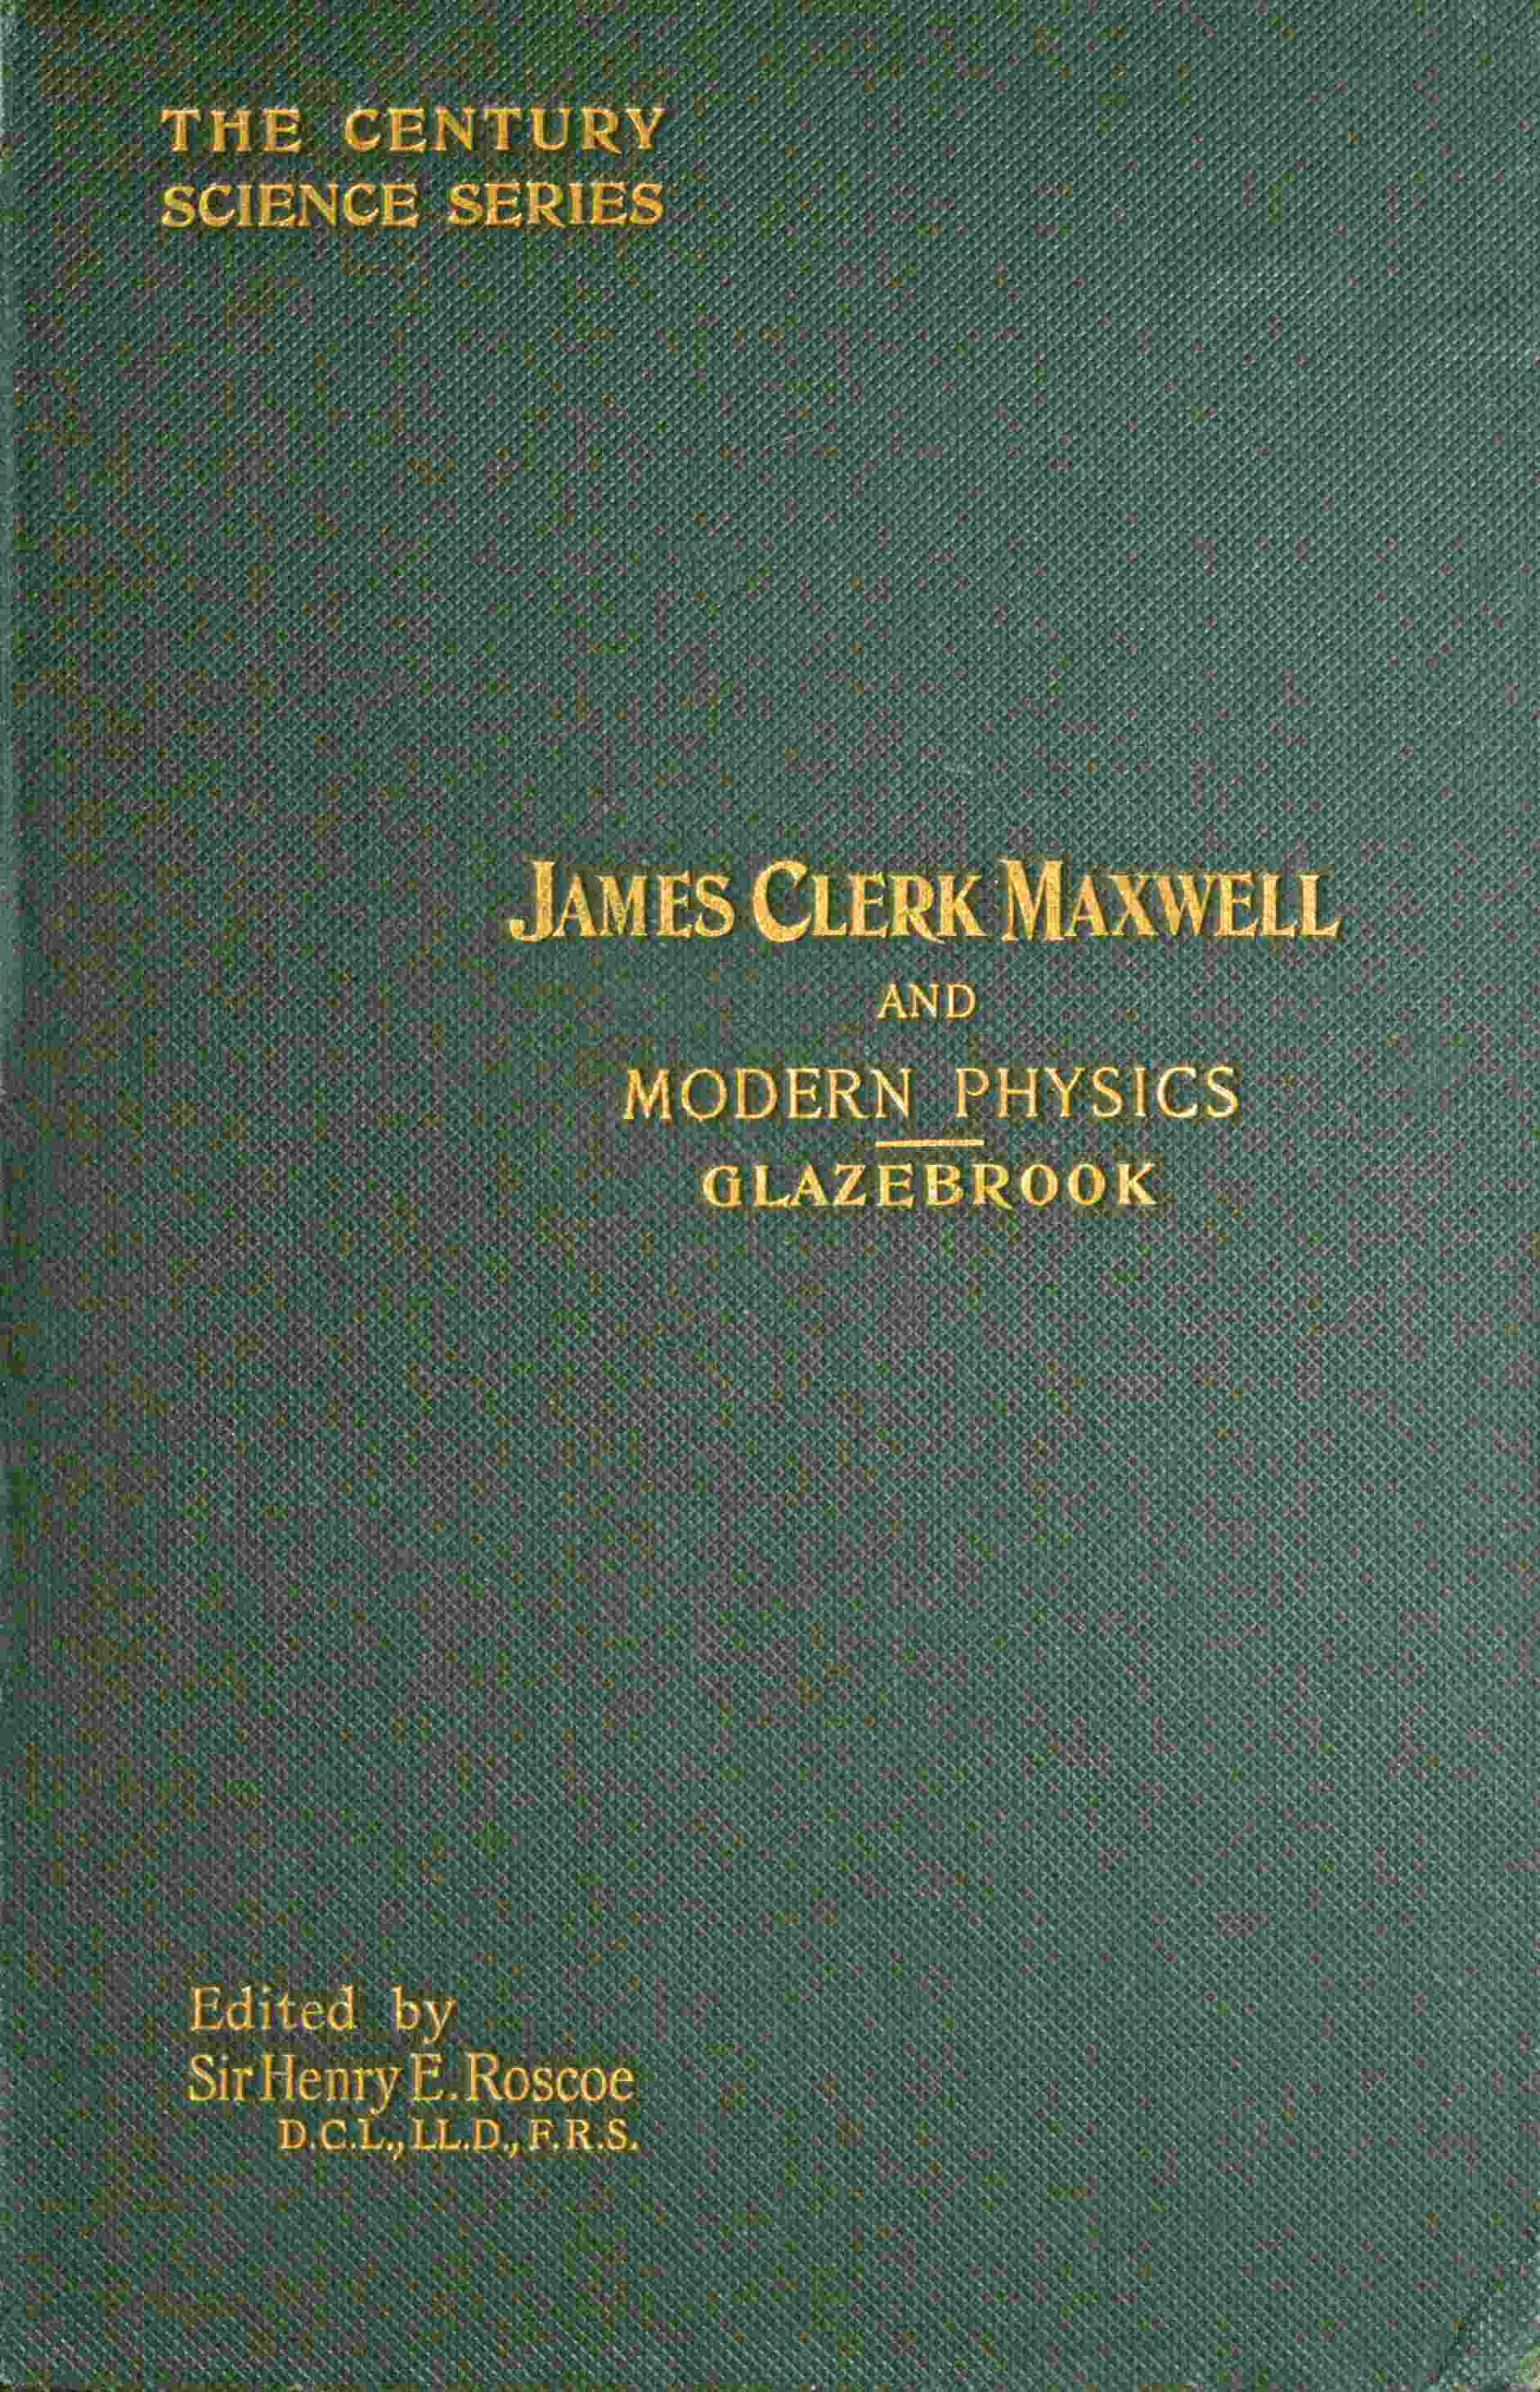 THE CENTURY
SCIENCE SERIES
JAMES CLERK MAXWELL
AND
MODERN PHYSICS
GLAZEBROOK
Edited by
Sir Henry E. Roscoe
D.C.L., LL.D., F.R.S.